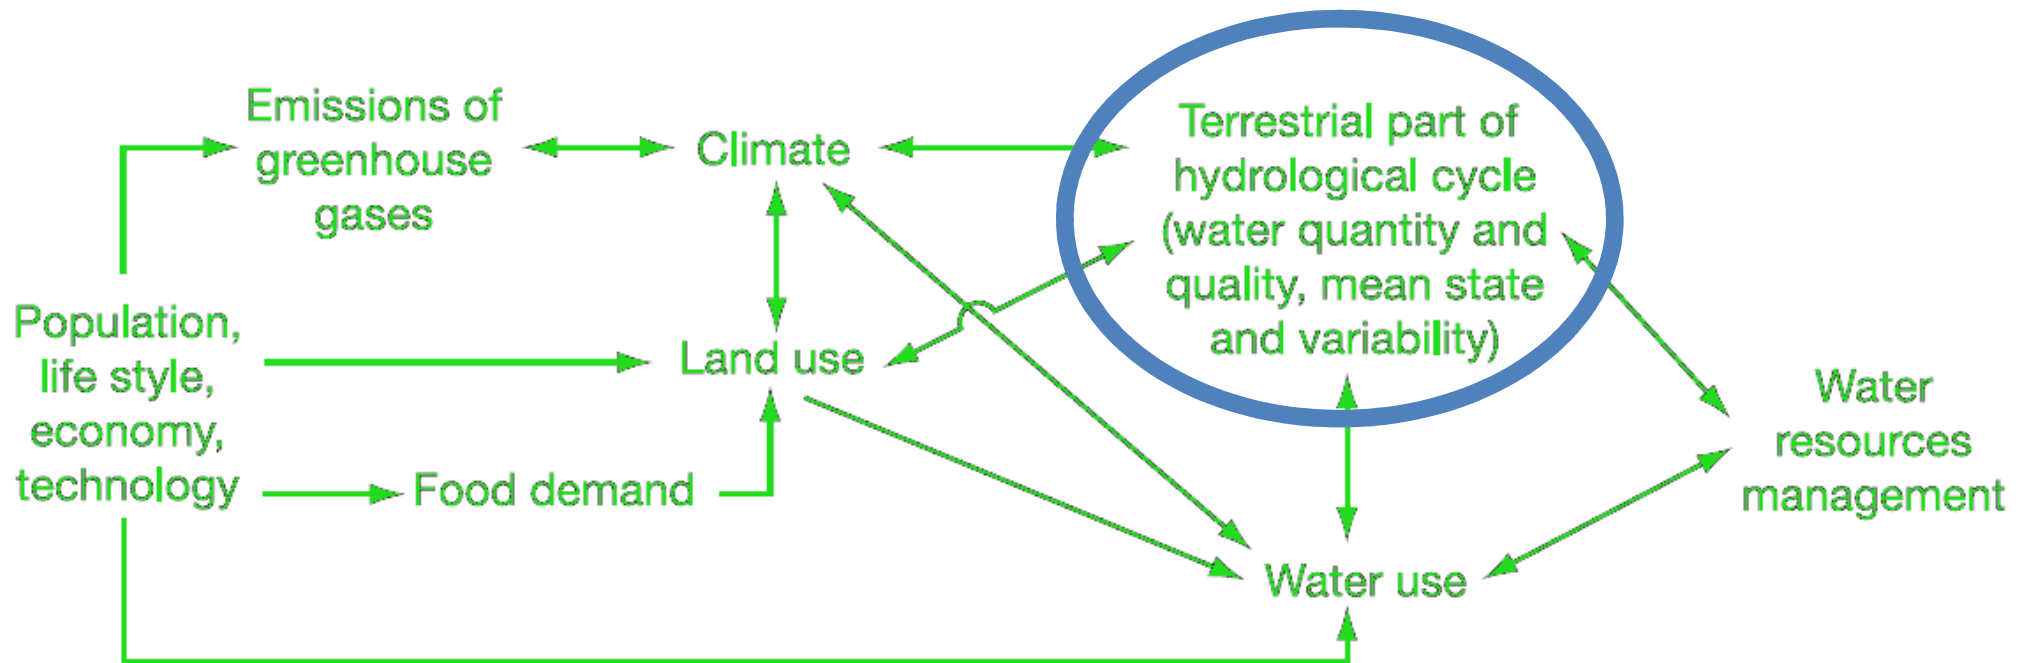 Emissions of
greenhouse
gases
Climate
Terrestrial part of
hydrological cycle
(water quantity and
quality, mean state
and variability)
Population,
life style,
economy,
technology
Land use
Food demand
Water
resources
management
Water use